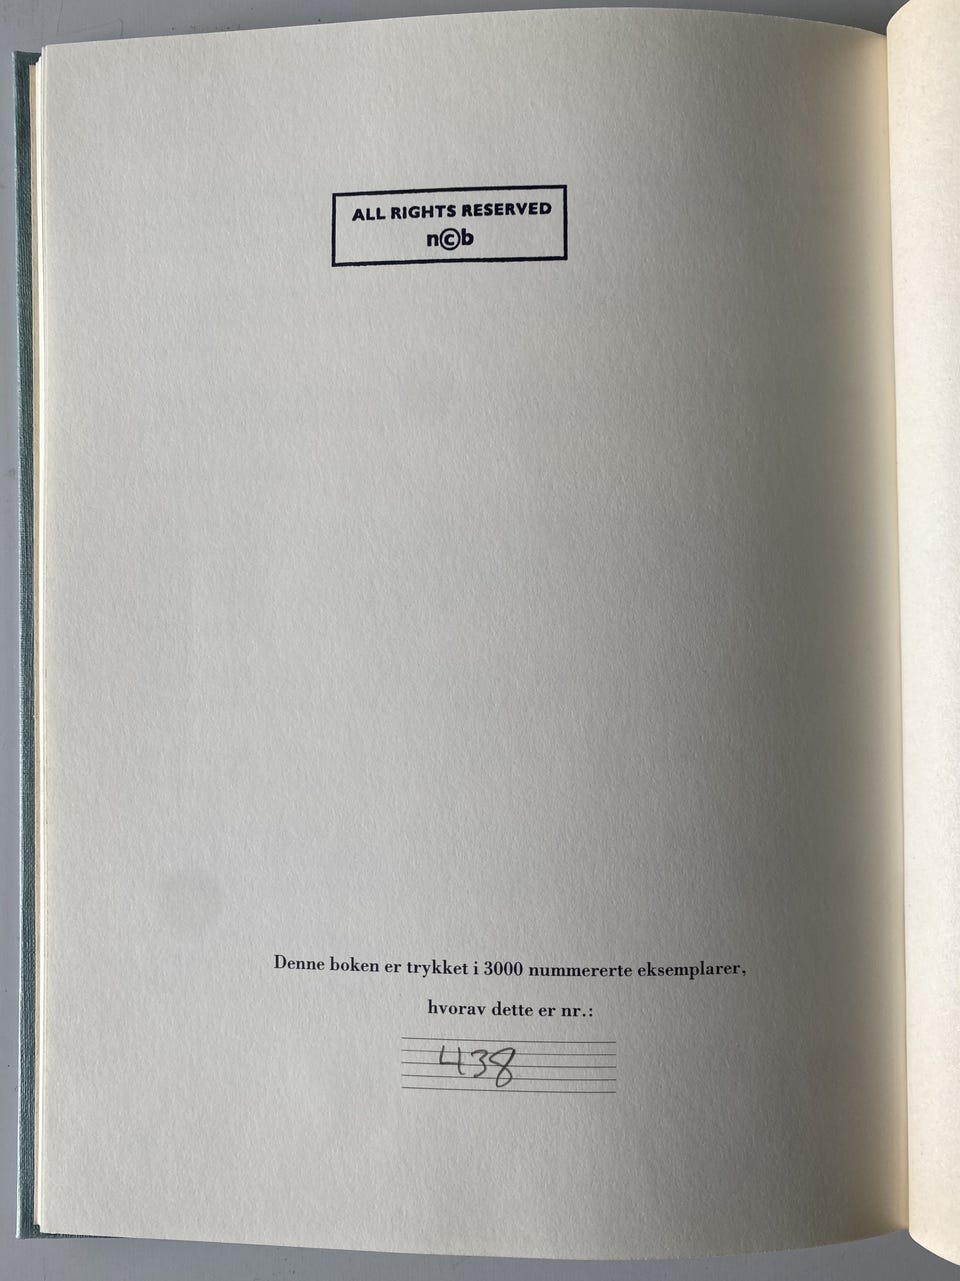 ALL RIGHTS RESERVED
n©b
Denne boken er trykket i 3000 nummererte eksemplarer,
hvorav dette er nr.:
438